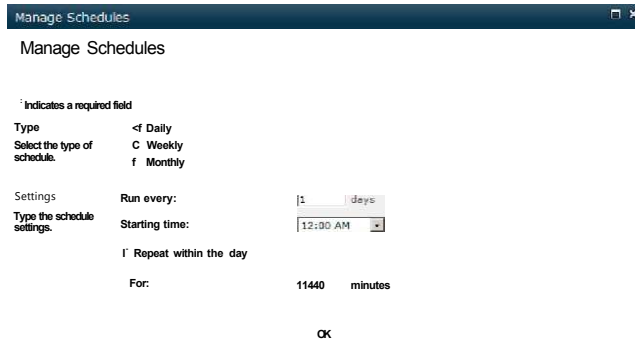 Manage Schedules
Manage Schedules
Indicates a required field
Type
<f Daily
Select the type of schedule.
C Weekly
f Monthly
Settings
Run every:
|1 days
Type the schedule settings.
Starting time:
12:00 AM
I¨ Repeat within the day
For:
11440 minutes
OK